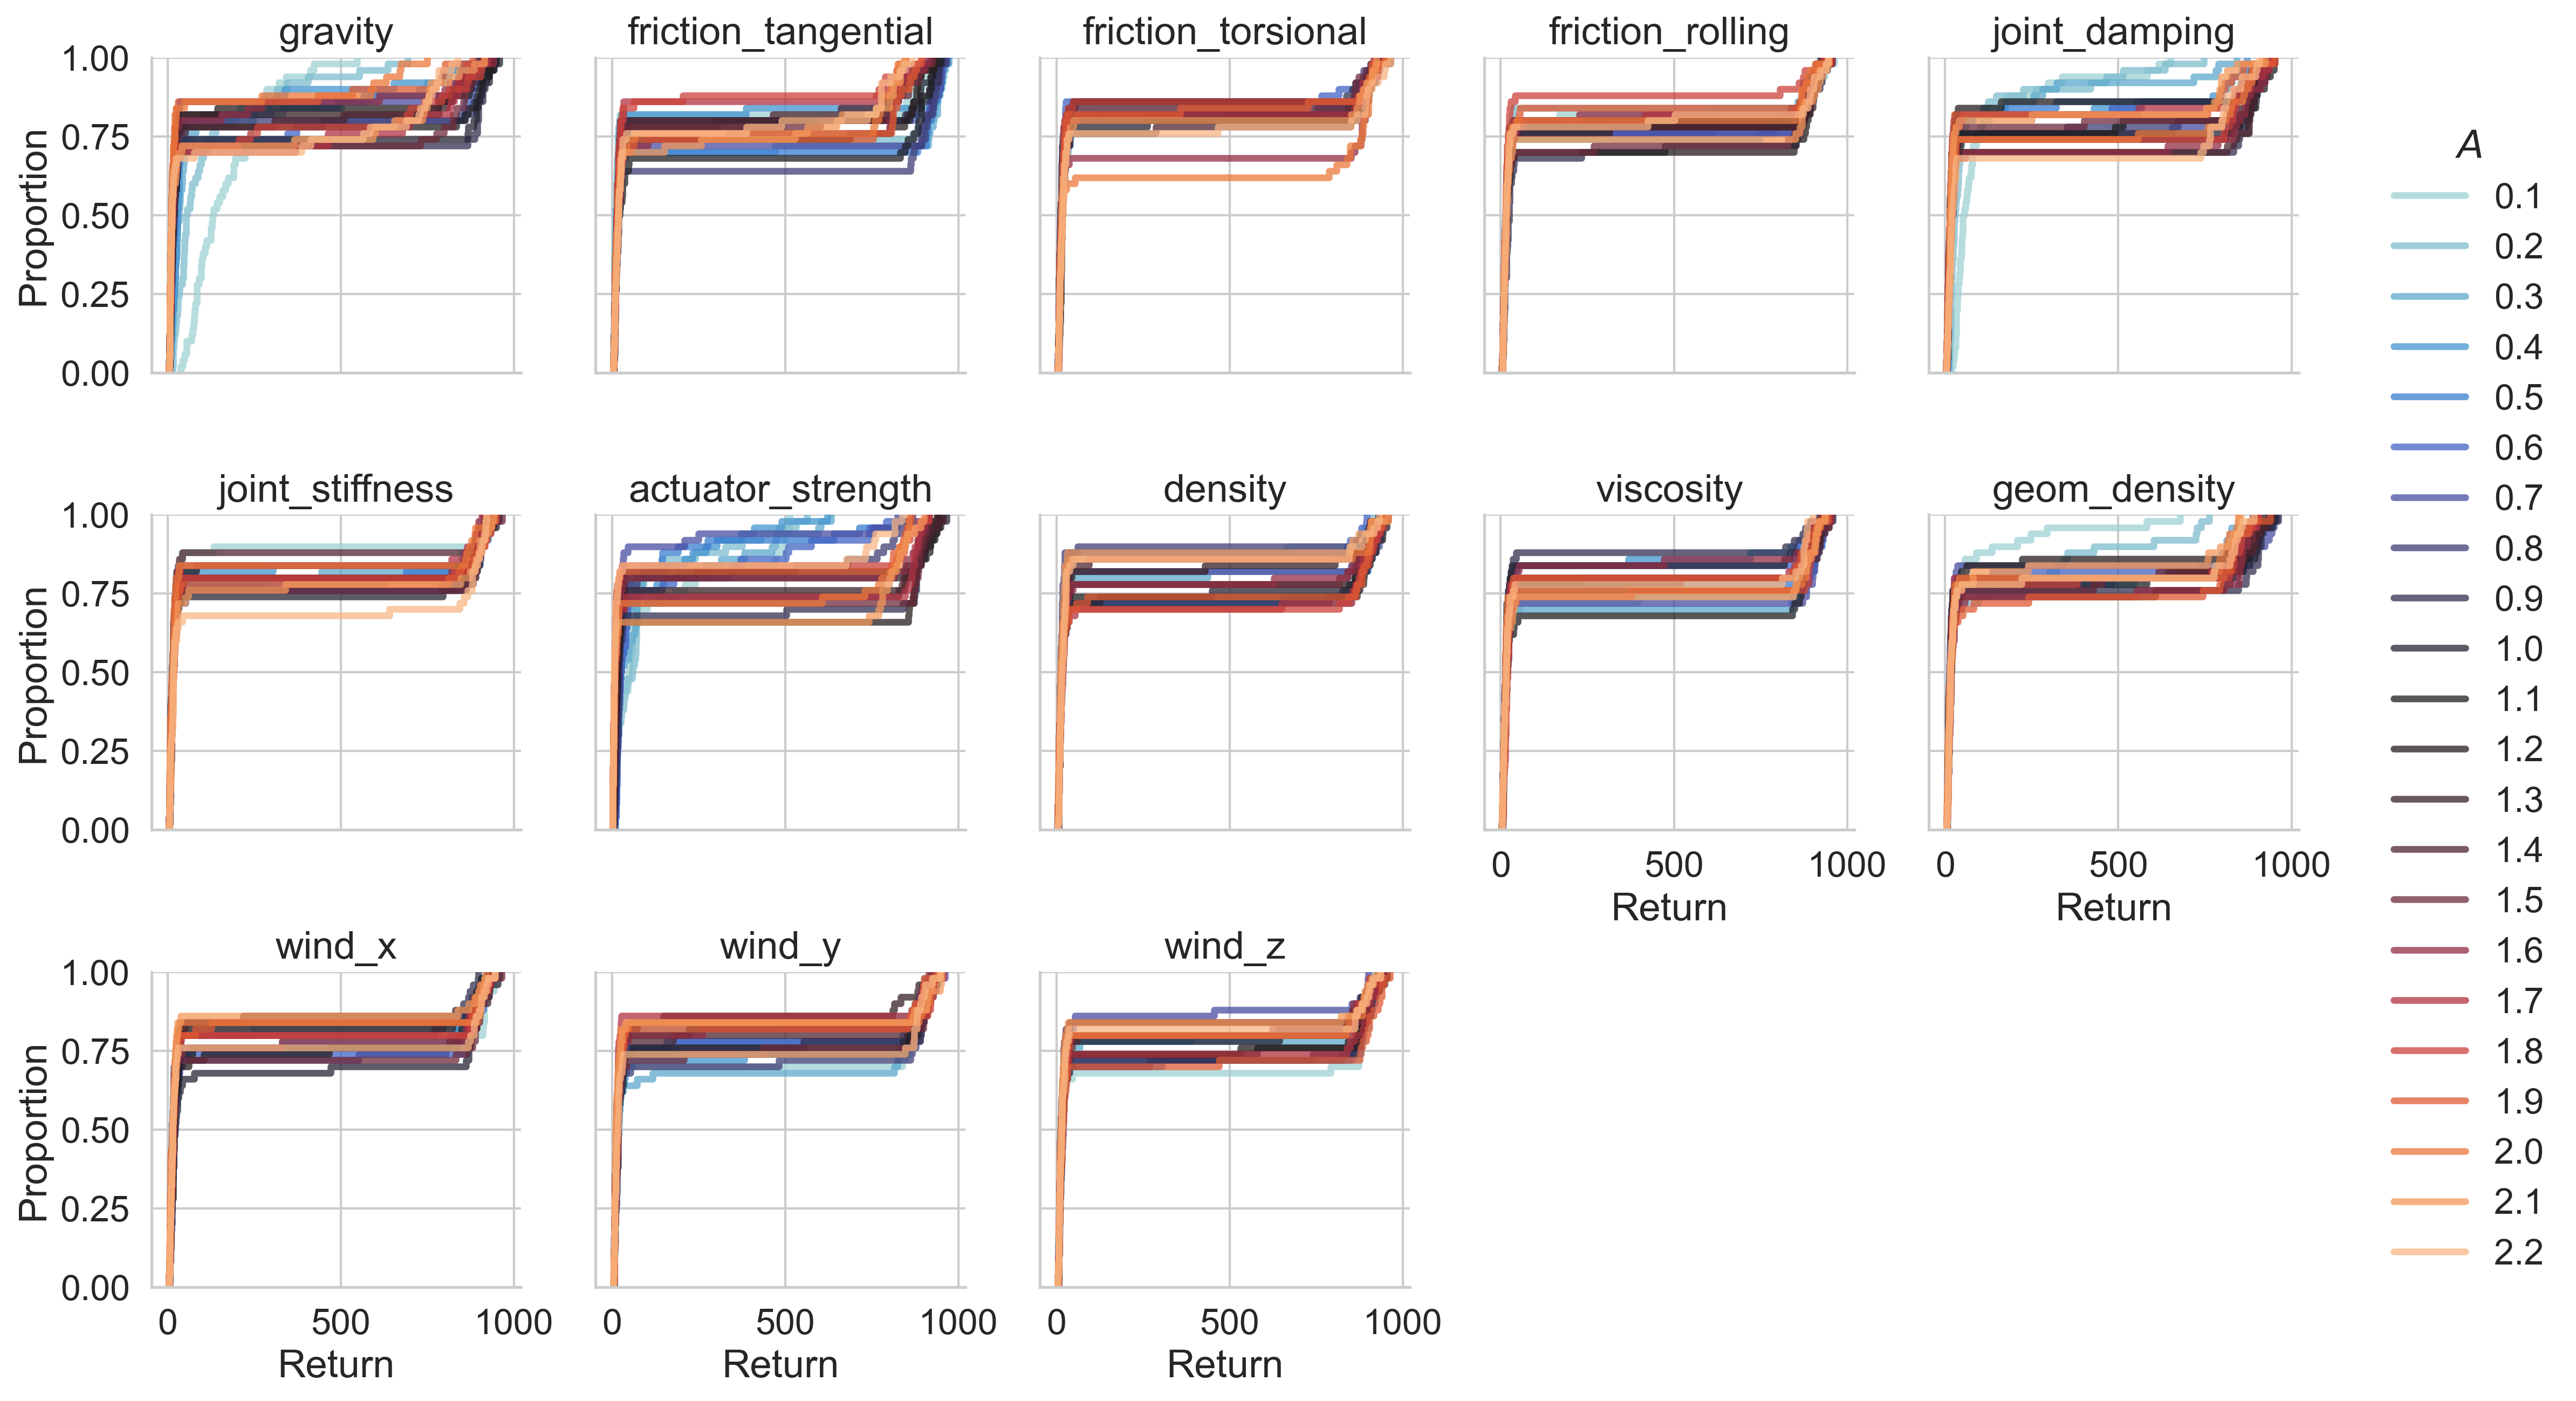 gravity
friction_tangential
friction_torsional
friction_rolling
joint_damping
Proportion
1.00
0.75
0.50
0.25
0.00
joint_stiffness
actuator_strength
density
viscosity
geom_density
Proportion
1.00
0.75
0.50
0.25
0.00
0 500 1000
Return
0 500 1000
Return
wind_x
wind_y
wind_z
Proportion
1.00
0.75
0.50
0.25
0.00
0 500 1000
Return
0 500 1000
Return
0 500 1000
Return
A
0.1
0.2
0.3
0.4
0.5
0.6
0.7
0.8
0.9
1.0
1.1
1.2
1.3
1.4
1.5
1.6
1.7
1.8
1.9
2.0
2.1
2.2